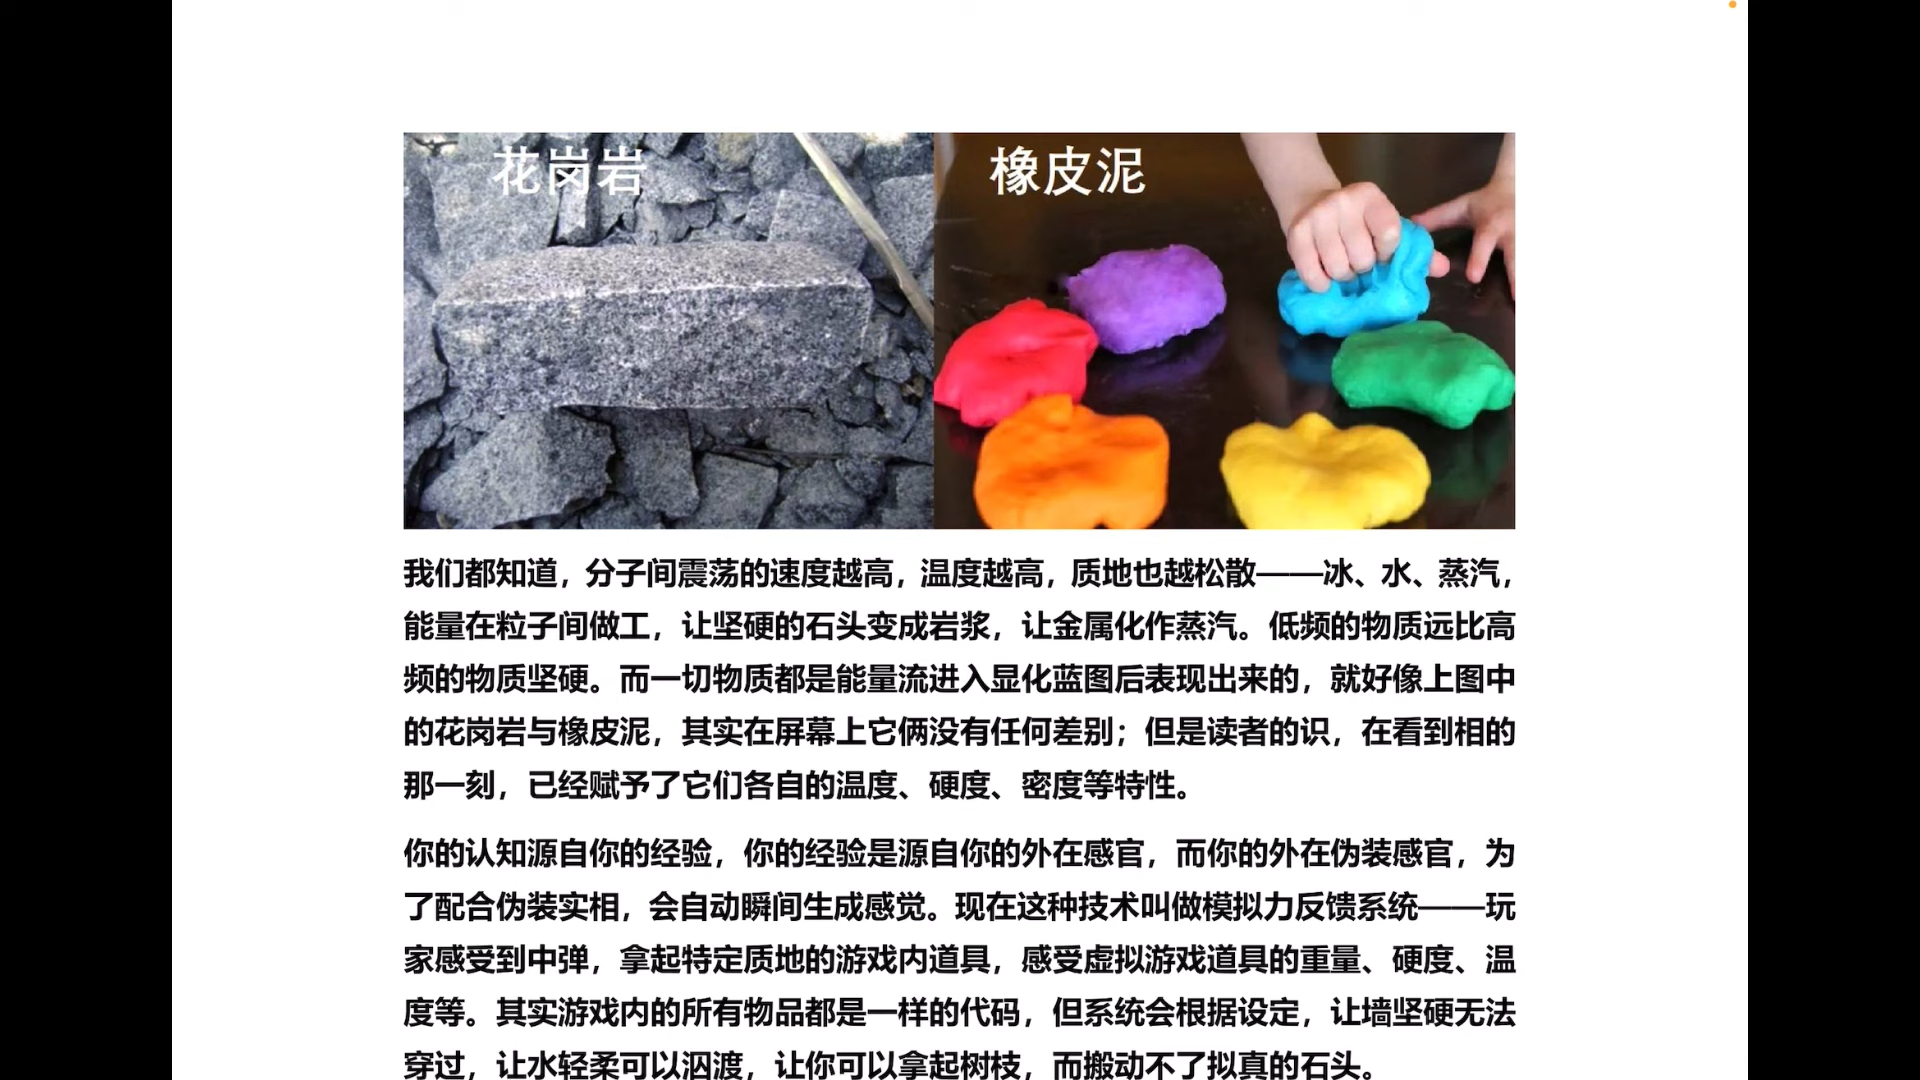 花岗岩
橡皮泥
我们都知道，分子间震荡的速度越高，温度越高，质地也越松散——冰、水、蒸汽，
能量在粒子间做工，让坚硬的石头变成岩浆，让金属化作蒸汽。低频的物质远比高
频的物质坚硬。而一切物质都是能量流进入显化蓝图后表现出来的，就好像上图中
的花岗岩与橡皮泥，其实在屏幕上它俩没有任何差别；但是读者的识，在看到相的
那一刻，已经赋予了它们各自的温度、硬度、密度等特性。
你的认知源自你的经验，你的经验是源自你的外在感官，而你的外在伪装感官，为
了配合伪装实相，会自动瞬间生成感觉。现在这种技术叫做模拟力反馈系统——玩
家感受到中弹，拿起特定质地的游戏内道具，感受虚拟游戏道具的重量、硬度、温
度等。其实游戏内的所有物品都是一样的代码，但系统会根据设定，让墙坚硬无法
穿过，让水轻柔可以泅渡，让你可以拿起树枝，而搬动不了拟真的石头。